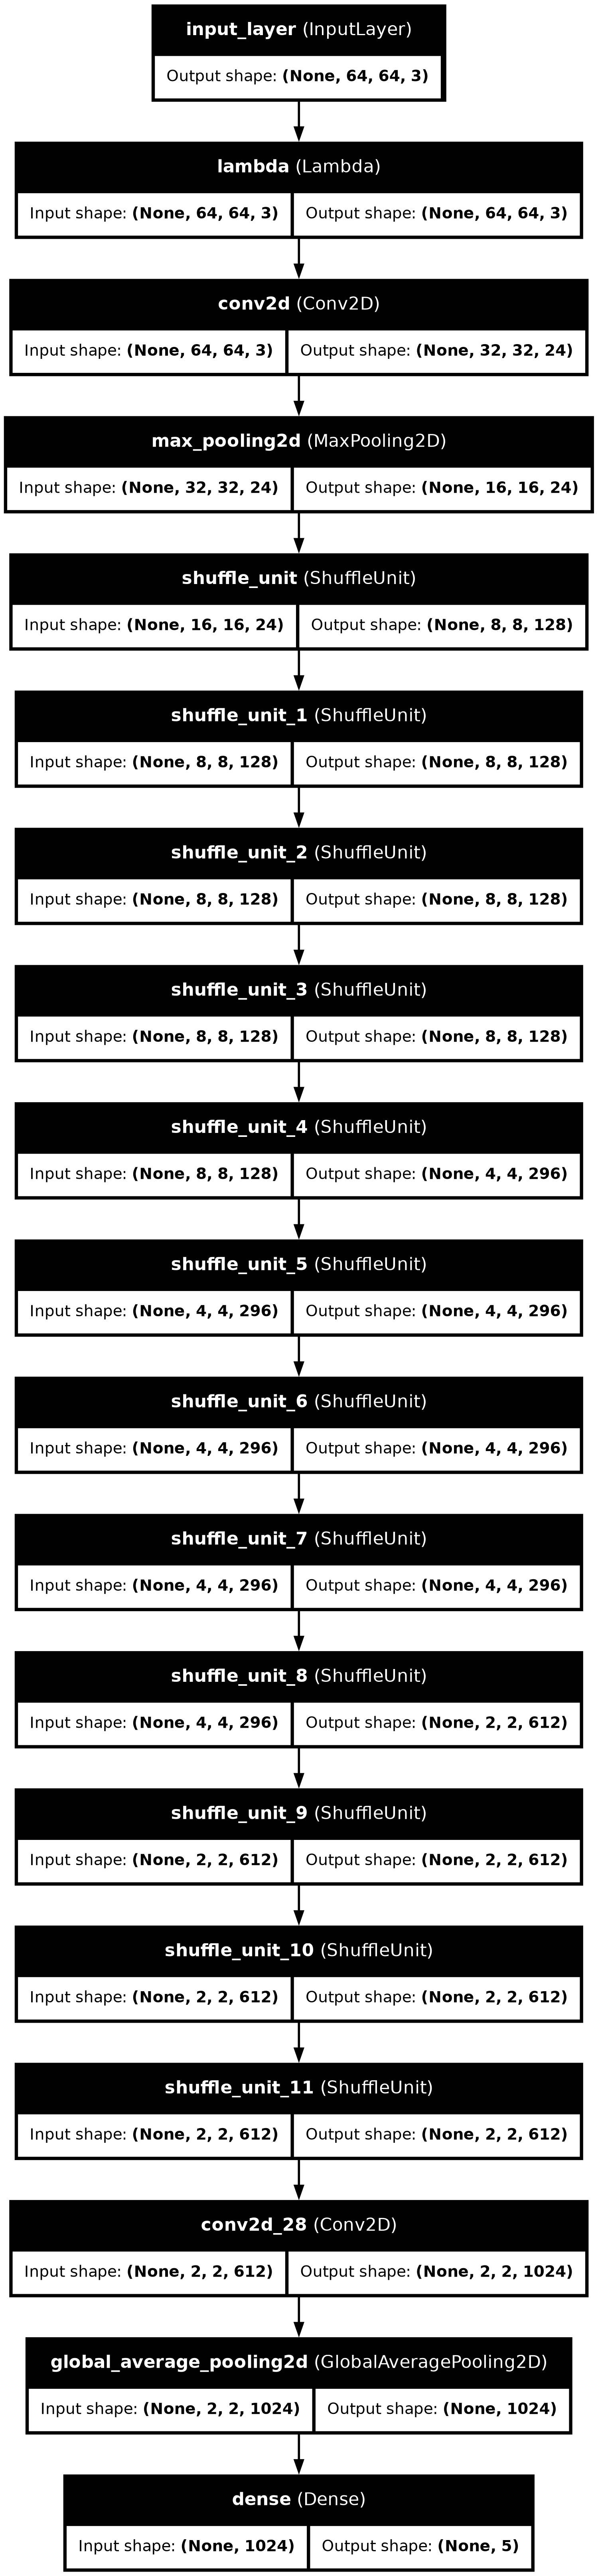 input_layer (InputLayer)
Output shape: (None, 64, 64, 3)
lambda (Lambda)
Input shape: (None, 64, 64, 3) Output shape: (None, 64, 64, 3)
conv2d (Conv2D)
Input shape: (None, 64, 64, 3) Output shape: (None, 32, 32, 24)
max_pooling2d (MaxPooling2D)
Input shape: (None, 32, 32, 24) Output shape: (None, 16, 16, 24)
shuffle_unit (ShuffleUnit)
Input shape: (None, 16, 16, 24) Output shape: (None, 8, 8, 128)
shuffle_unit_1 (ShuffleUnit)
Input shape: (None, 8, 8, 128) Output shape: (None, 8, 8, 128)
shuffle_unit_2 (ShuffleUnit)
Input shape: (None, 8, 8, 128) Output shape: (None, 8, 8, 128)
shuffle_unit_3 (ShuffleUnit)
Input shape: (None, 8, 8, 128) Output shape: (None, 8, 8, 128)
shuffle_unit_4 (ShuffleUnit)
Input shape: (None, 8, 8, 128) Output shape: (None, 4, 4, 296)
shuffle_unit_5 (ShuffleUnit)
Input shape: (None, 4, 4, 296) Output shape: (None, 4, 4, 296)
shuffle_unit_6 (ShuffleUnit)
Input shape: (None, 4, 4, 296) Output shape: (None, 4, 4, 296)
shuffle_unit_7 (ShuffleUnit)
Input shape: (None, 4, 4, 296) Output shape: (None, 4, 4, 296)
shuffle_unit_8 (ShuffleUnit)
Input shape: (None, 4, 4, 296) Output shape: (None, 2, 2, 612)
shuffle_unit_9 (ShuffleUnit)
Input shape: (None, 2, 2, 612) Output shape: (None, 2, 2, 612)
shuffle_unit_10 (ShuffleUnit)
Input shape: (None, 2, 2, 612) Output shape: (None, 2, 2, 612)
shuffle_unit_11 (ShuffleUnit)
Input shape: (None, 2, 2, 612) Output shape: (None, 2, 2, 612)
conv2d_28 (Conv2D)
Input shape: (None, 2, 2, 612) Output shape: (None, 2, 2, 1024)
global_average_pooling2d (GlobalAveragePooling2D)
Input shape: (None, 2, 2, 1024) Output shape: (None, 1024)
dense (Dense)
Input shape: (None, 1024) Output shape: (None, 5)